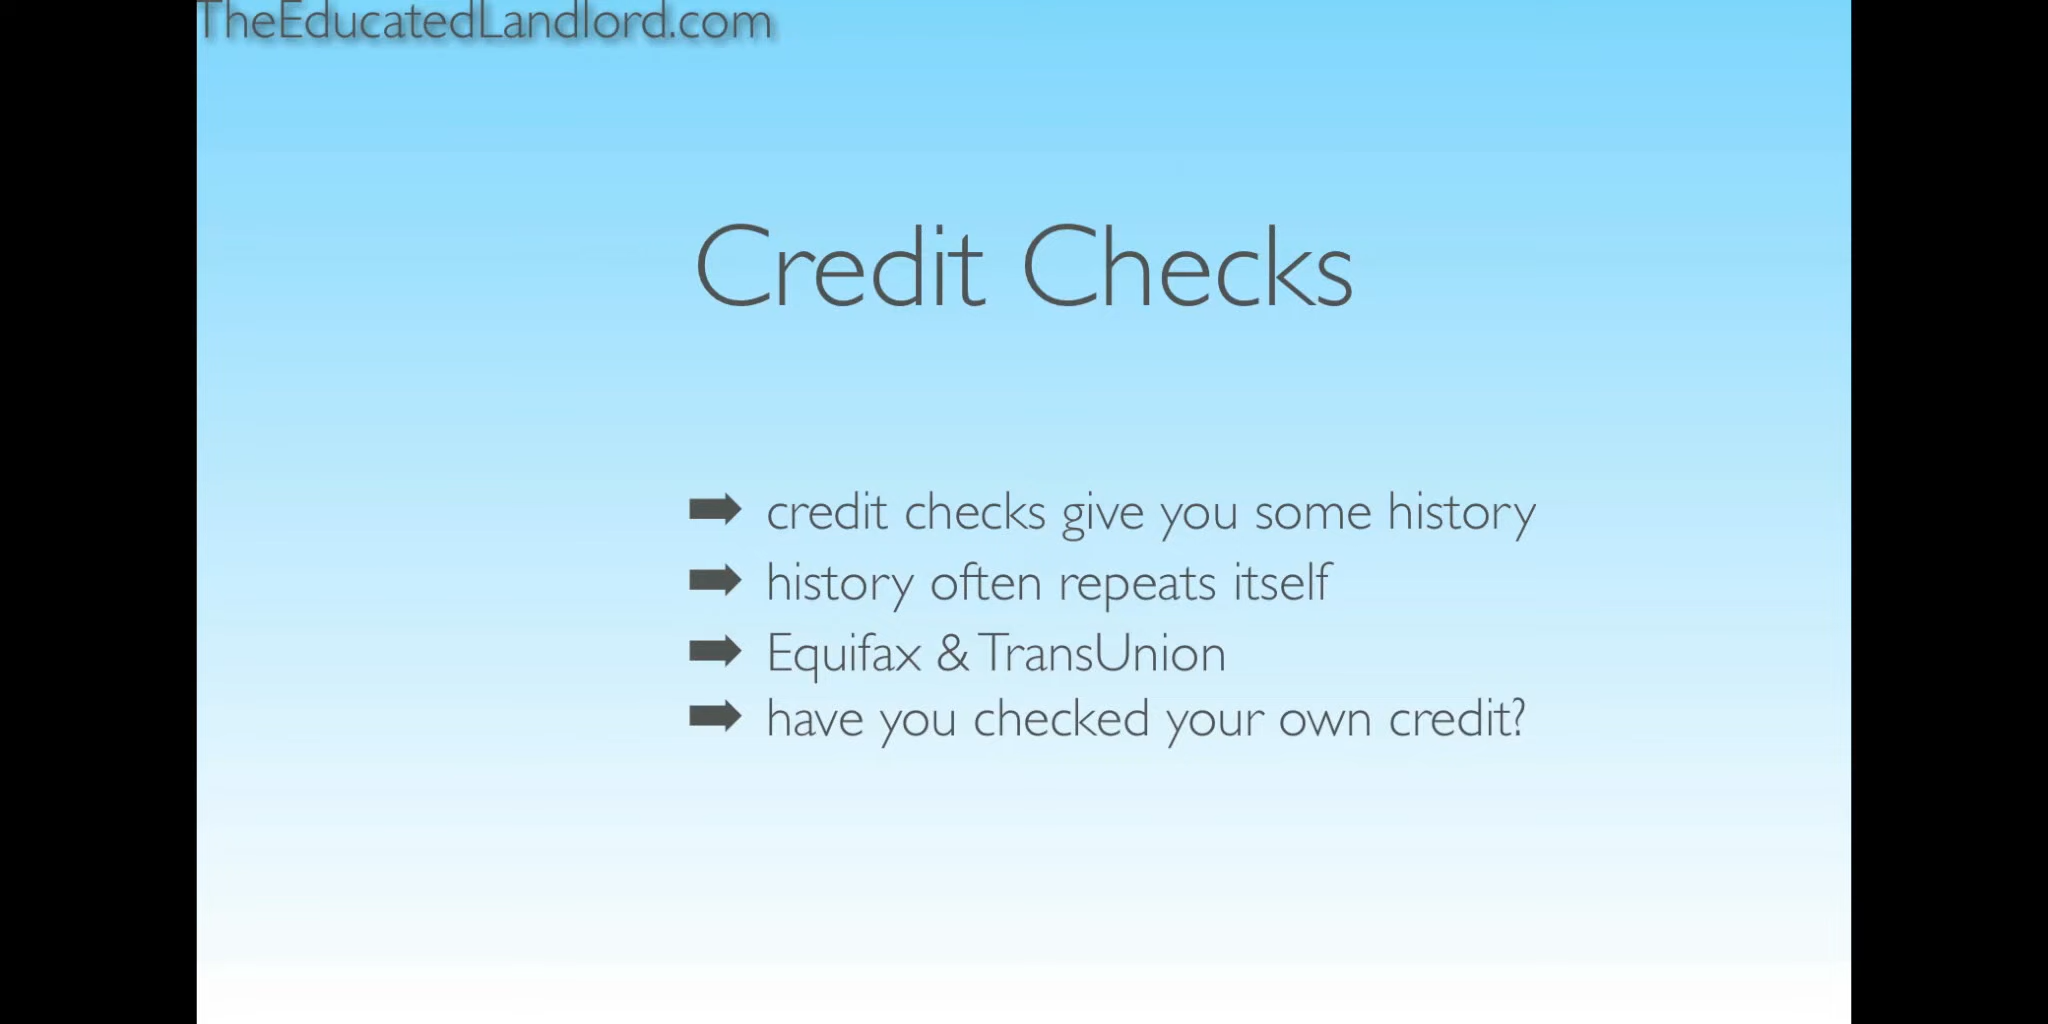 TheEducatedLandlord.com
Credit Checks
➡ credit checks give you some history
➡ history often repeats itself
➡ Equifax & TransUnion
➡ have you checked your own credit?